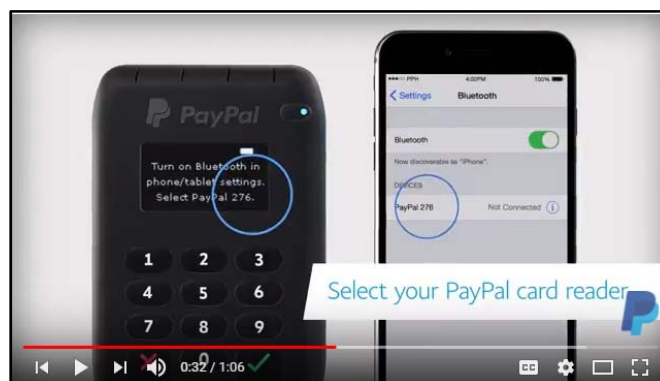 PayPal
Turn on Bluetooth in
phone/tablet settings.
Select PayPal 276.
1 2 3
4 5 6
7 8 9
0
PPH 4:00PM 100%
Settings Bluetooth
Bluetooth
Now discoverable as "iPhone".
DEVICES
PayPal 276 Not Connected
Select your PayPal card reader
0:32 / 1:06
CC